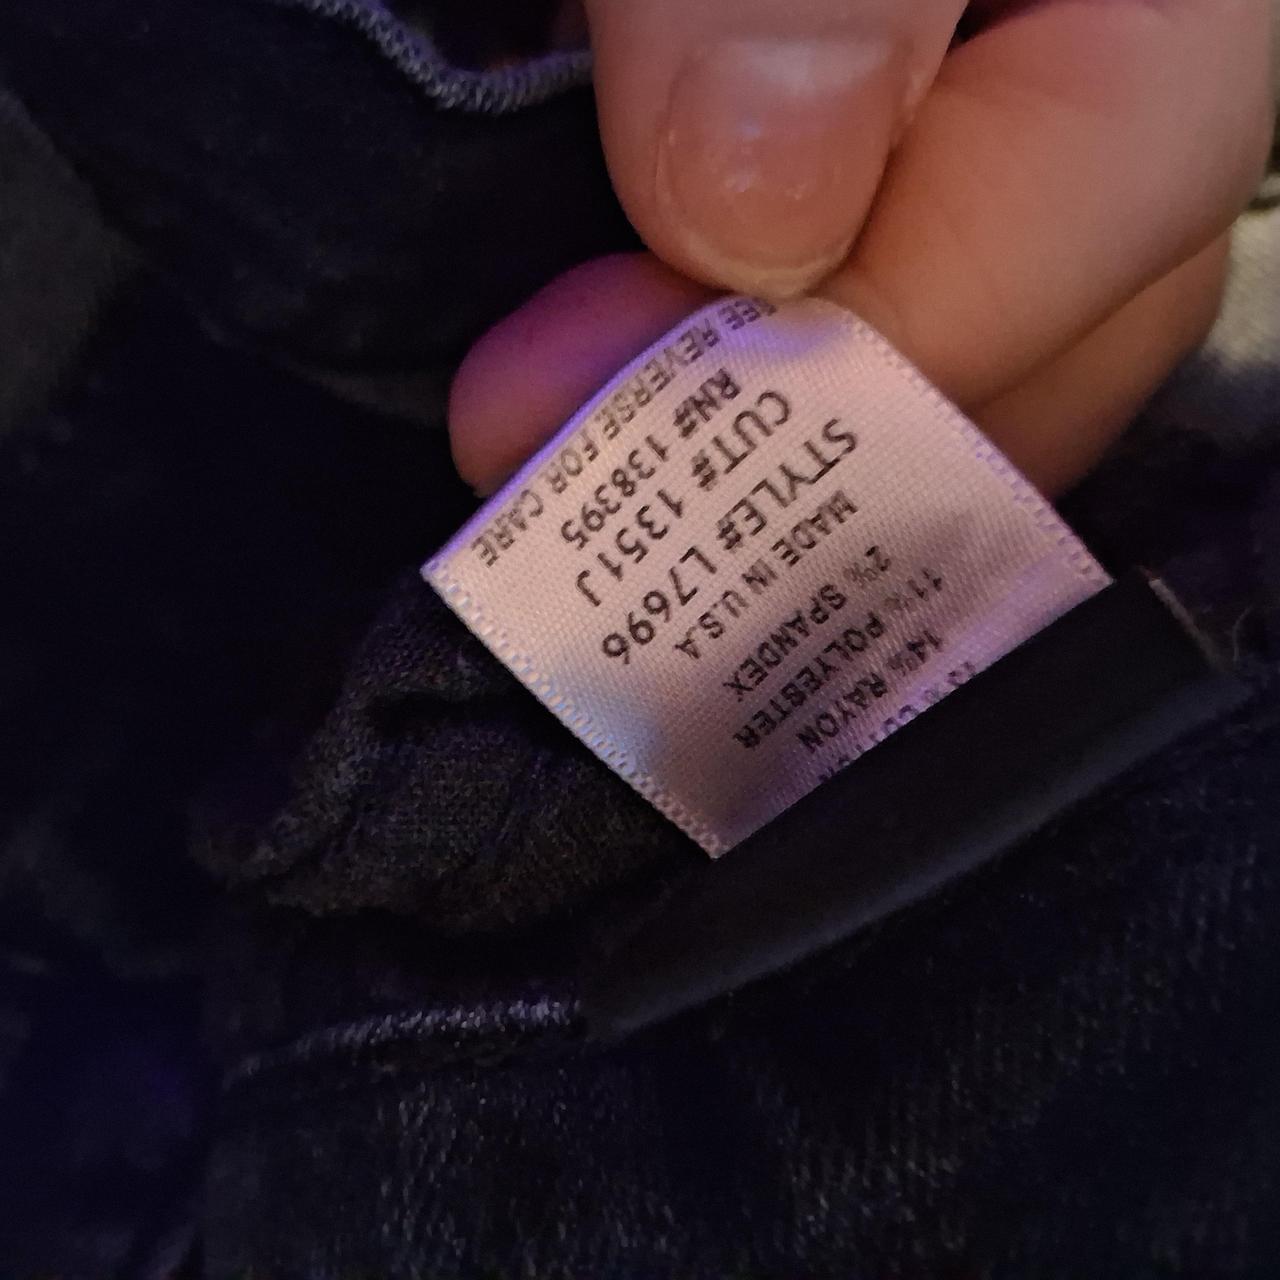 14% RAYON
11% POLYESTER
2% SPANDEX
MADE IN U.S.A
STYLE# L7696
CUT# 1351J
RN# 138395
SEE REVERSE FOR CARE